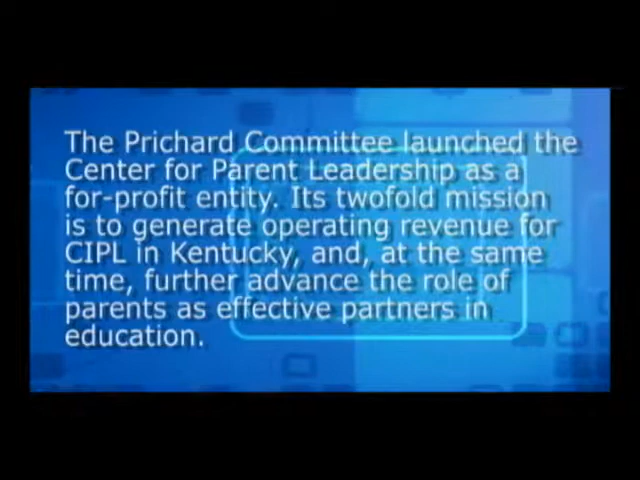 The Prichard Committee launched the
Center for Parent Leadership as a
for-profit entity. Its twofold mission
is to generate operating revenue for
CIPL in Kentucky, and, at the same
time, further advance the role of
parents as effective partners in
education.